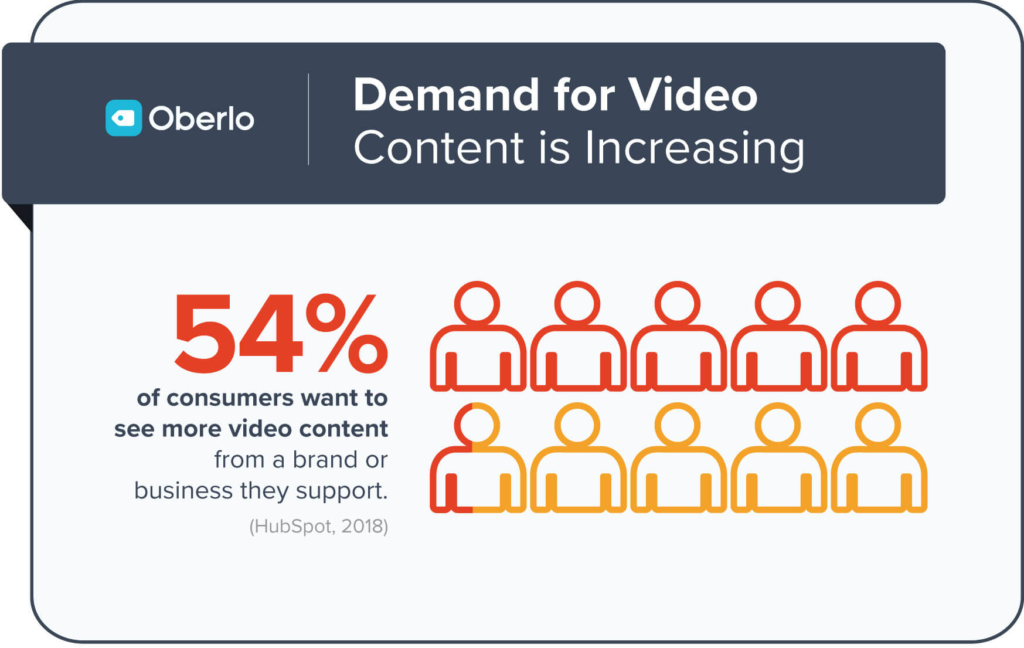 Oberlo
Demand for Video
Content is Increasing
54%
of consumers want to
see more video content
from a brand or
business they support.
(HubSpot, 2018)